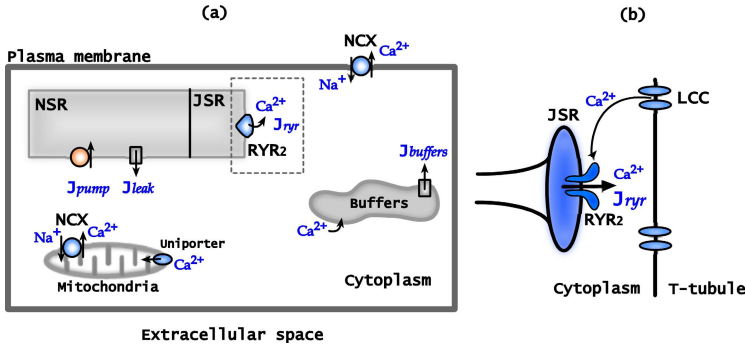 (a)
Plasma membrane
NCX
Ca2+
Na+
NSR
JSR
Ca2+
Jryr
RYR2
Jpump
Jleak
Jbuffers
Buffers
Ca2+
NCX
Na+
Ca2+
Uniporter
Ca2+
Mitochondria
Cytoplasm
Extracellular space
(b)
Ca2+
LCC
JSR
Ca2+
Jryr
RYR2
Cytoplasm
T-tubule